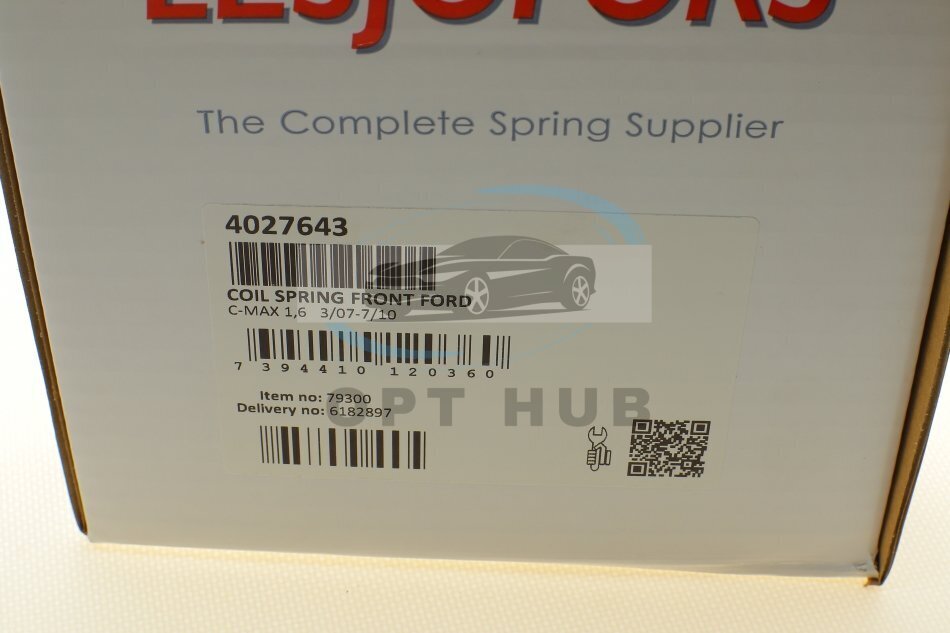 LESJÖFORS
The Complete Spring Supplier
4027643
COIL SPRING FRONT FORD
C-MAX 1,6 3/07-7/10
7 394410 120360
Item no: 79300
Delivery no: 6182897
OPT HUB